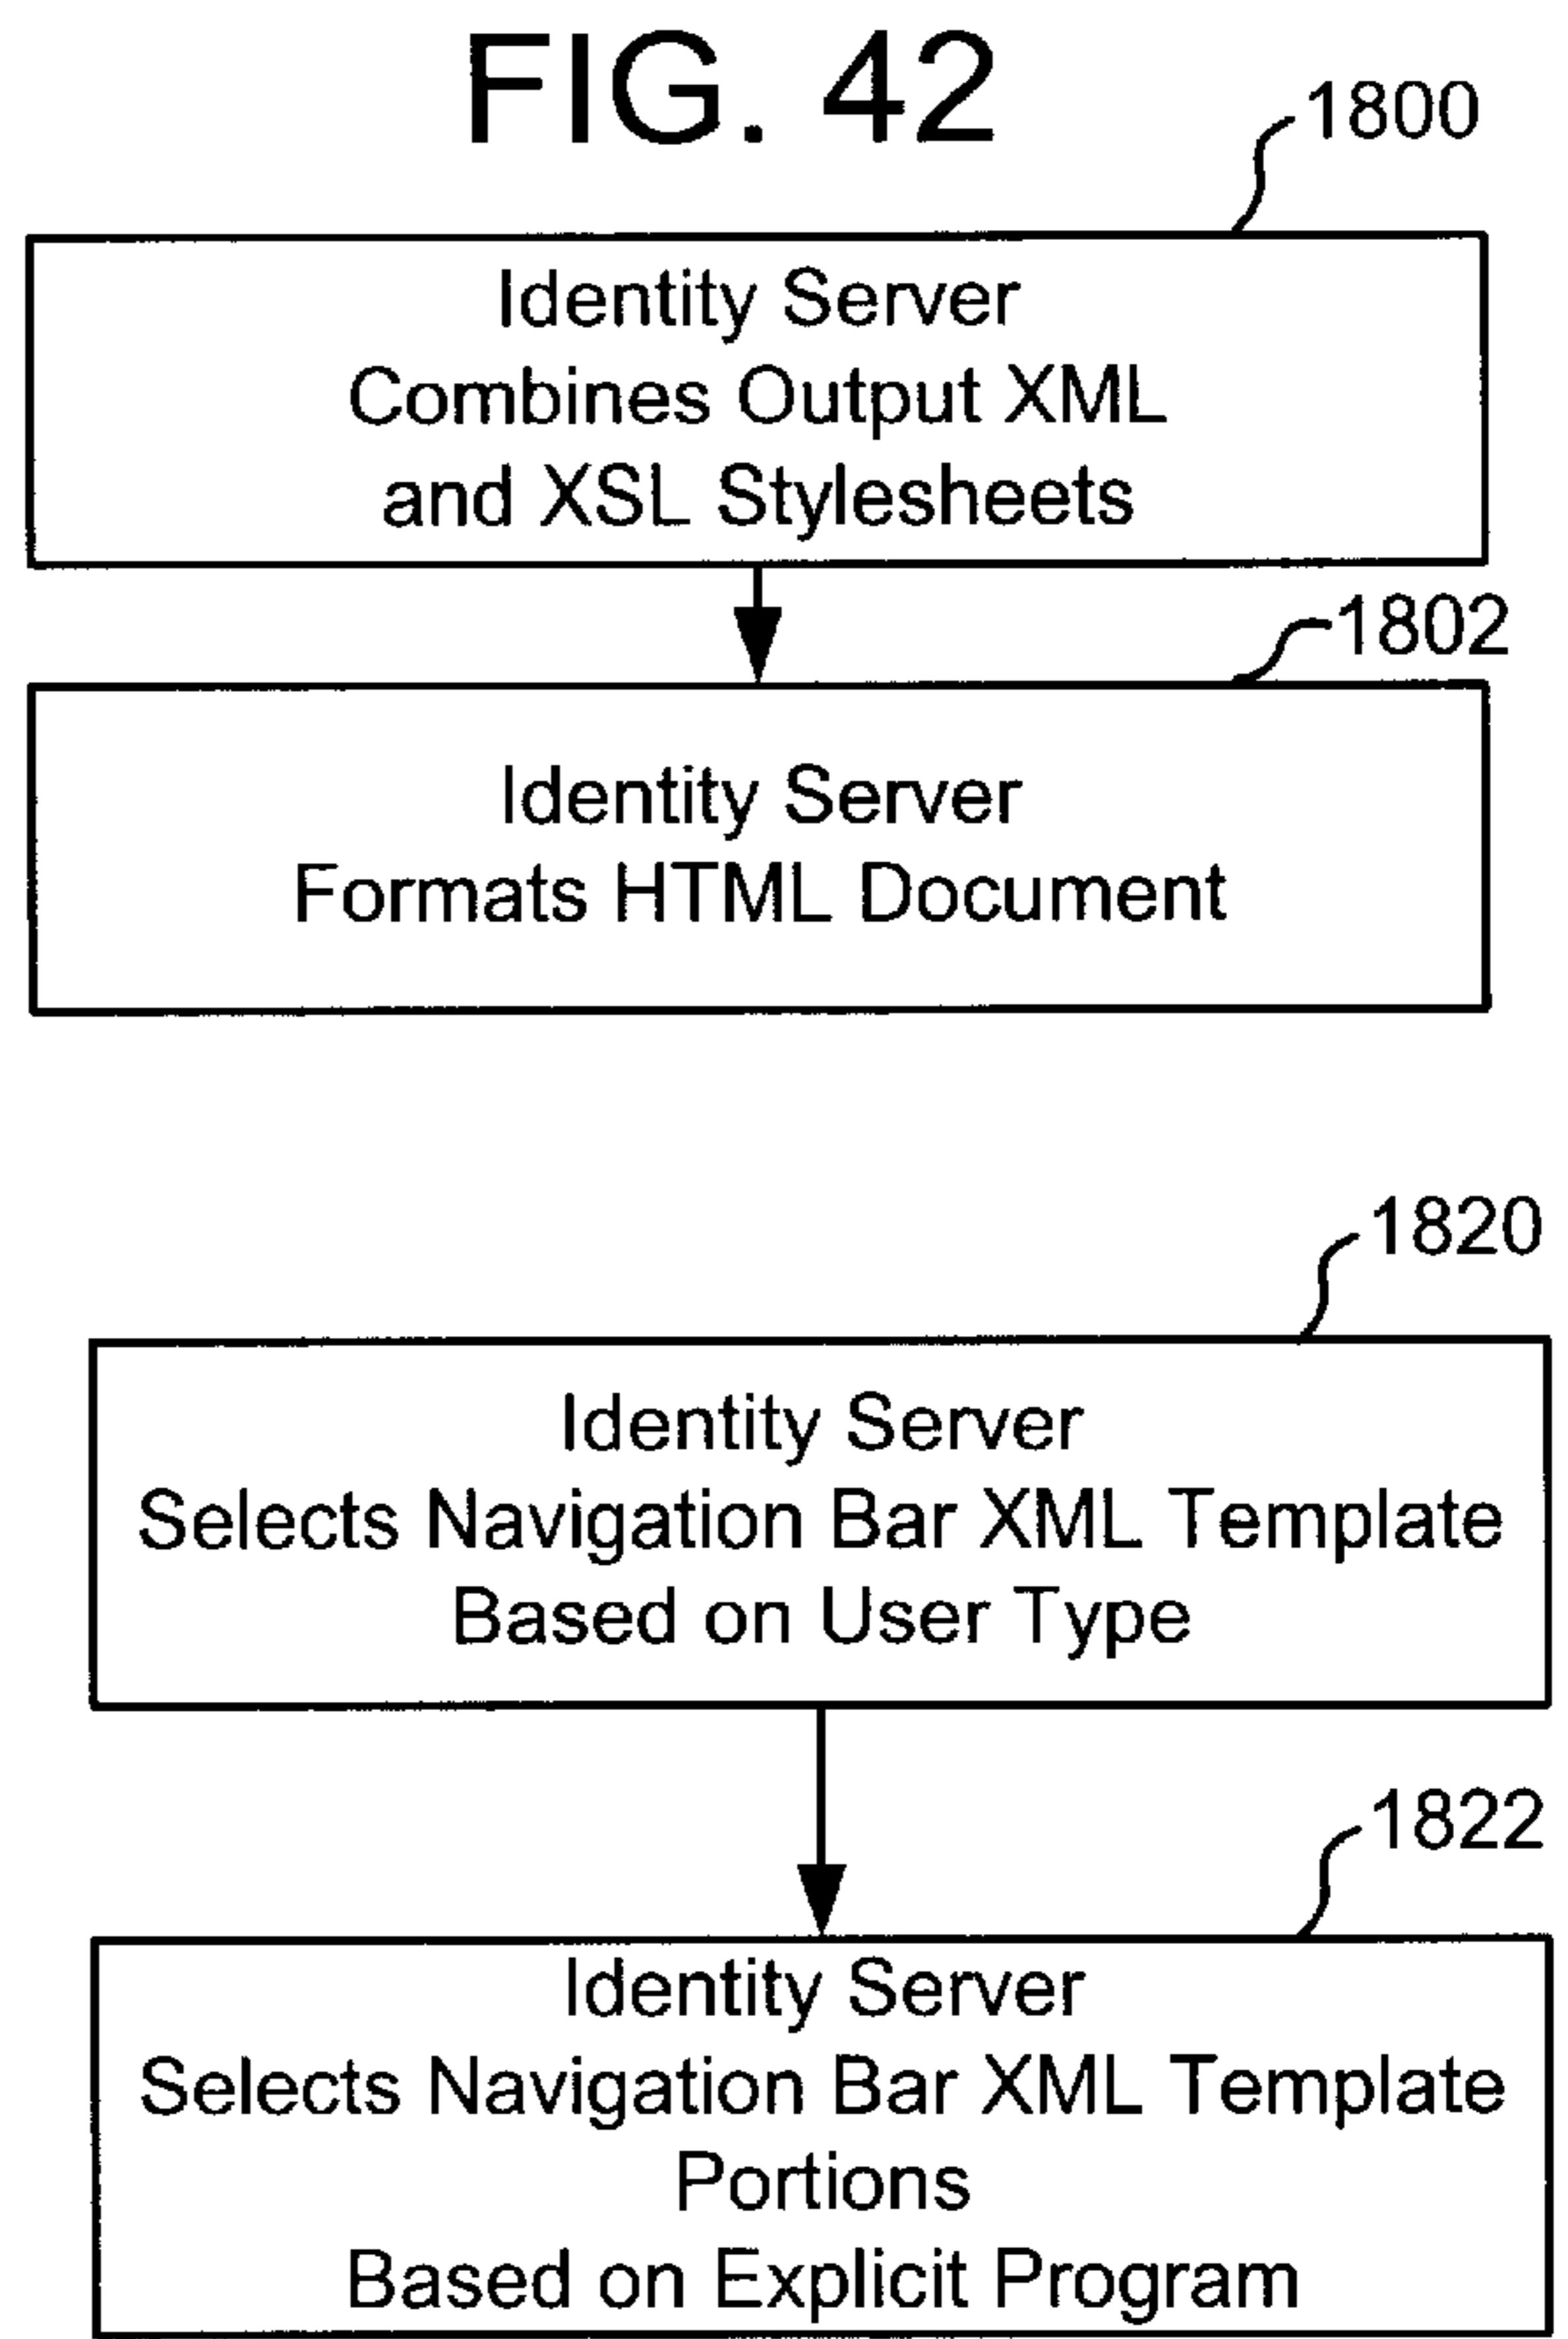 FIG. 42
1800
Identity Server
Combines Output XML
and XSL Stylesheets
1802
Identity Server
Formats HTML Document
1820
Identity Server
Selects Navigation Bar XML Template
Based on User Type
1822
Identity Server
Selects Navigation Bar XML Template
Portions
Based on Explicit Program